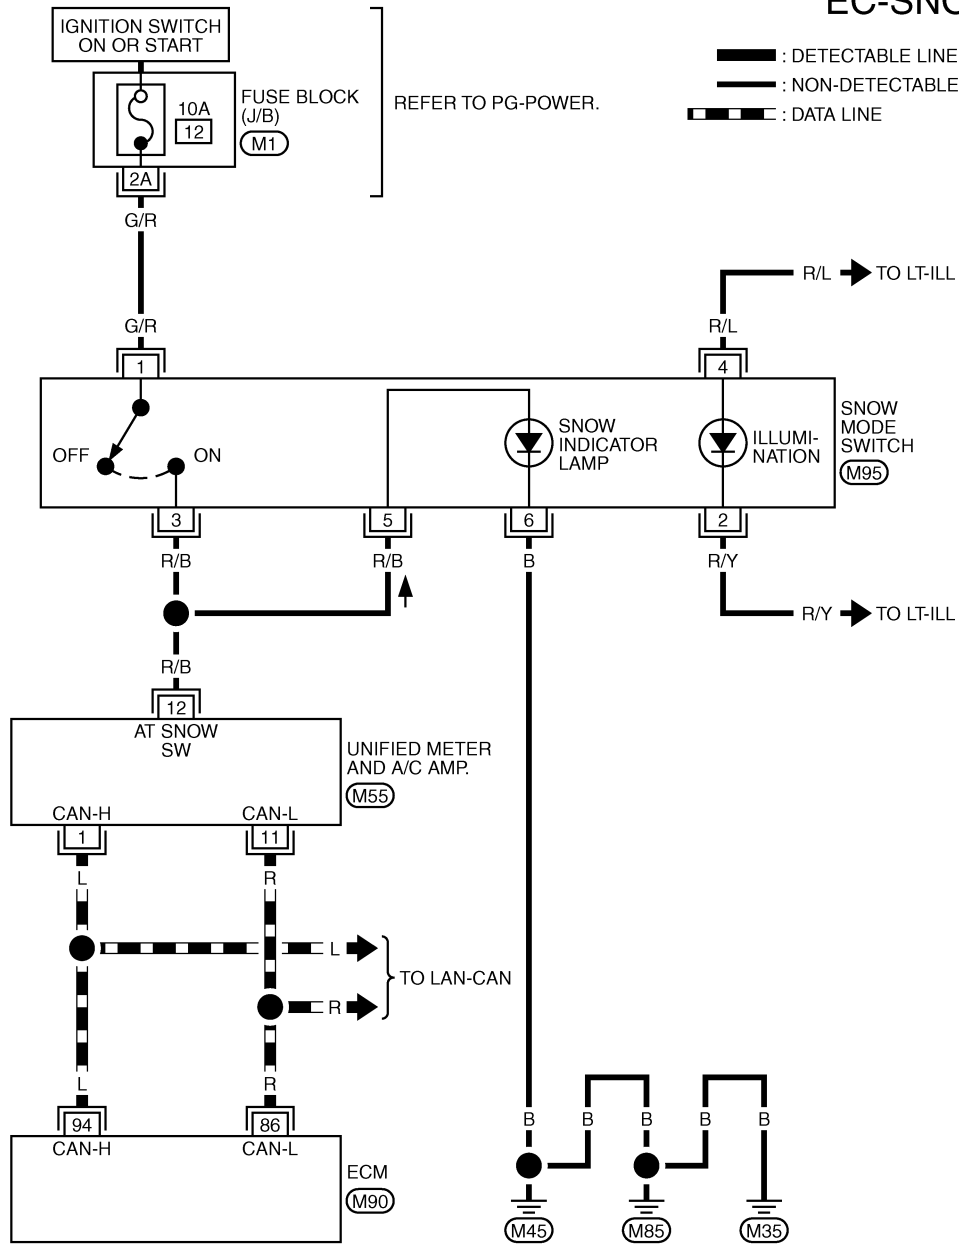 EC-SNO
IGNITION SWITCH
ON OR START
FUSE BLOCK
(J/B)
M1
10A
12
2A
REFER TO PG-POWER.
: DETECTABLE LINE
: NON-DETECTABLE
: DATA LINE
G/R
G/R
1
R/L
TO LT-ILL
R/L
4
OFF
ON
SNOW
INDICATOR
LAMP
ILLUMI-
NATION
SNOW
MODE
SWITCH
M95
3
5
6
2
R/B
R/B
B
R/Y
R/Y
TO LT-ILL
R/B
12
AT SNOW
SW
UNIFIED METER
AND A/C AMP.
M55
CAN-H
CAN-L
1
11
L
R
L
R
TO LAN-CAN
L
R
94
86
CAN-H
CAN-L
ECM
M90
B
B
B
B
B
M45
M85
M35